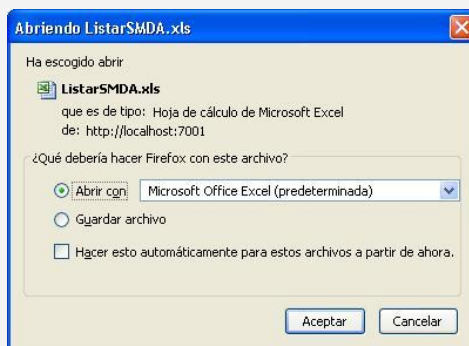 Abriendo ListarSMDA.xls
Ha escogido abrir
ListarSMDA.xls
que es de tipo: Hoja de cálculo de Microsoft Excel
de: http://localhost:7001
¿Qué debería hacer Firefox con este archivo?
Abrir con Microsoft Office Excel (predeterminada)
Guardar archivo
Hacer esto automáticamente para estos archivos a partir de ahora.
Aceptar Cancelar